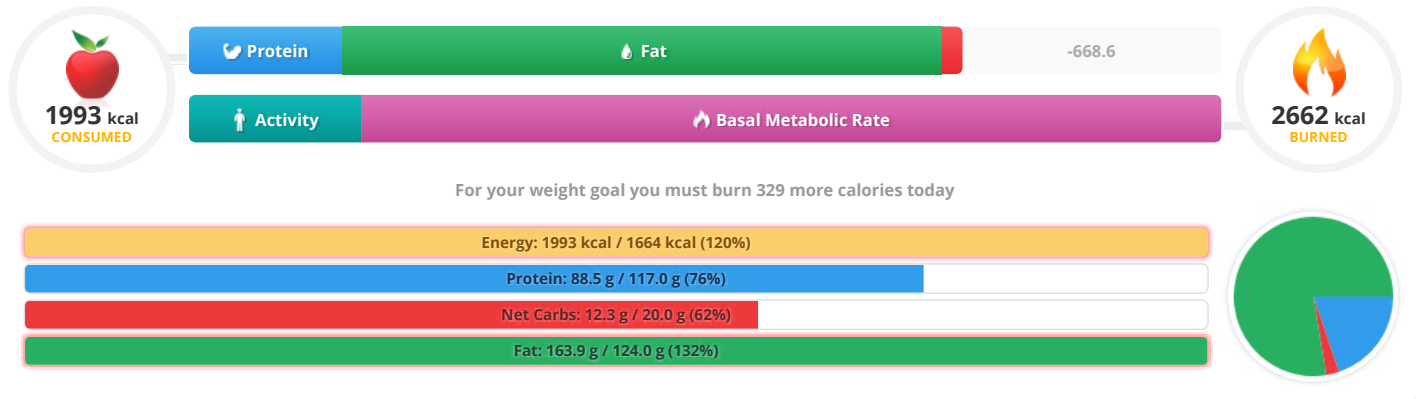 Protein
Fat
-668.6
1993 kcal
CONSUMED
2662 kcal
BURNED
Activity
Basal Metabolic Rate
For your weight goal you must burn 329 more calories today
Energy: 1993 kcal / 1664 kcal (120%)
Protein: 88.5 g / 117.0 g (76%)
Net Carbs: 12.3 g / 20.0 g (62%)
Fat: 163.9 g / 124.0 g (132%)